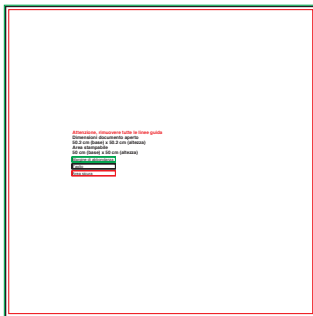 Attenzione, rimuovere tutte le linee guida
Dimensioni documento aperto
50.2 cm (base) x 50.2 cm (altezza)
Area stampabile
50 cm (base) x 50 cm (altezza)
Margine di abbondanza
Taglio
Area sicura